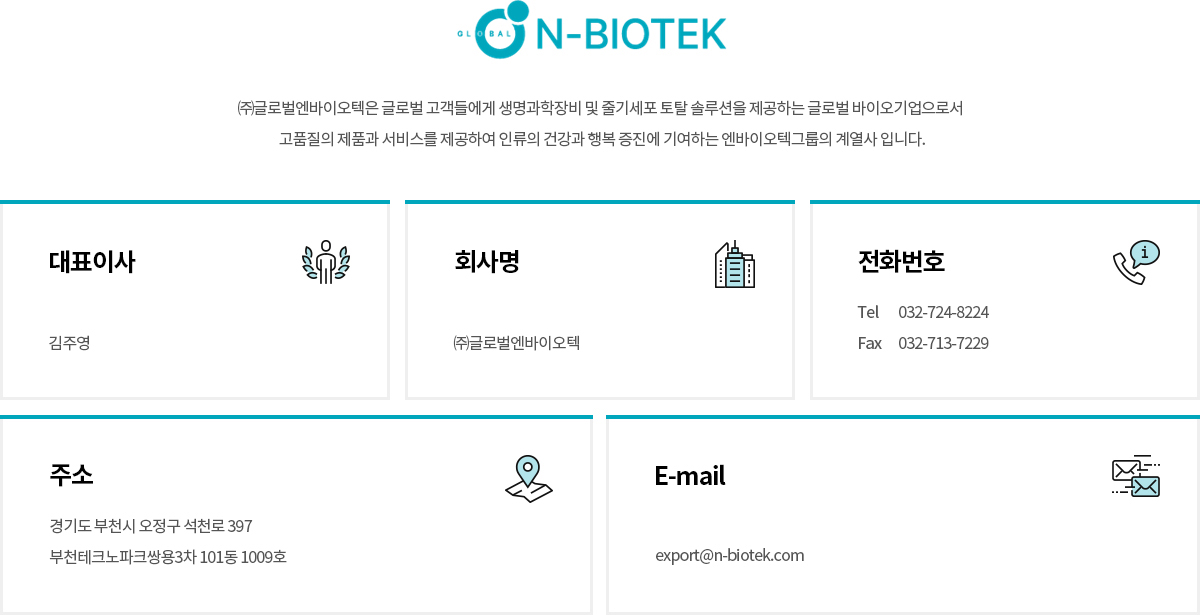 GLOBAL N-BIOTEK
㈜글로벌엔바이오텍은 글로벌 고객들에게 생명과학장비 및 줄기세포 토탈 솔루션을 제공하는 글로벌 바이오기업으로서
고품질의 제품과 서비스를 제공하여 인류의 건강과 행복 증진에 기여하는 엔바이오텍그룹의 계열사 입니다.
대표이사
김주영
회사명
㈜글로벌엔바이오텍
전화번호
Tel 032-724-8224
Fax 032-713-7229
주소
경기도 부천시 오정구 석천로 397
부천테크노파크쌍용3차 101동 1009호
E-mail
export@n-biotek.com